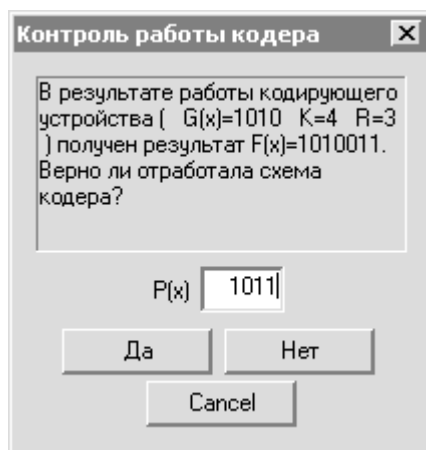 Контроль работы кодера
В результате работы кодирующего
устройства (   G(x)=1010   K=4   R=3
) получен результат F(x)=1010011.
Верно ли отработала схема
кодера?
P(x) 1011
Да Нет
Cancel